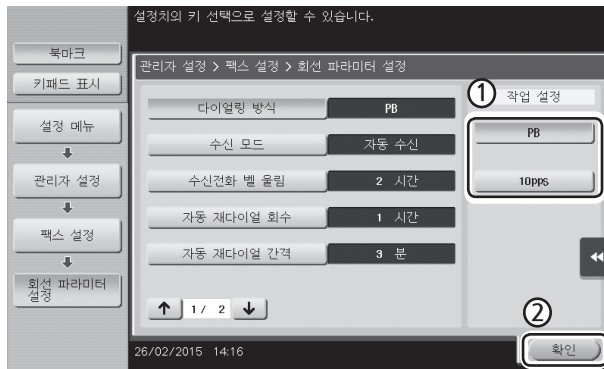 설정치의 키 선택으로 설정할 수 있습니다.
북마크
키패드 표시
설정 메뉴
관리자 설정
팩스 설정
회선 파라미터
설정
관리자 설정 > 팩스 설정 > 회선 파라미터 설정
다이얼링 방식 PB
수신 모드 자동 수신
수신전화 벨 울림 2 시간
자동 재다이얼 회수 1 시간
자동 재다이얼 간격 3 분
↑ 1/ 2 ↓
① 작업 설정
PB
10pps
②
26/02/2015 14:16 확인